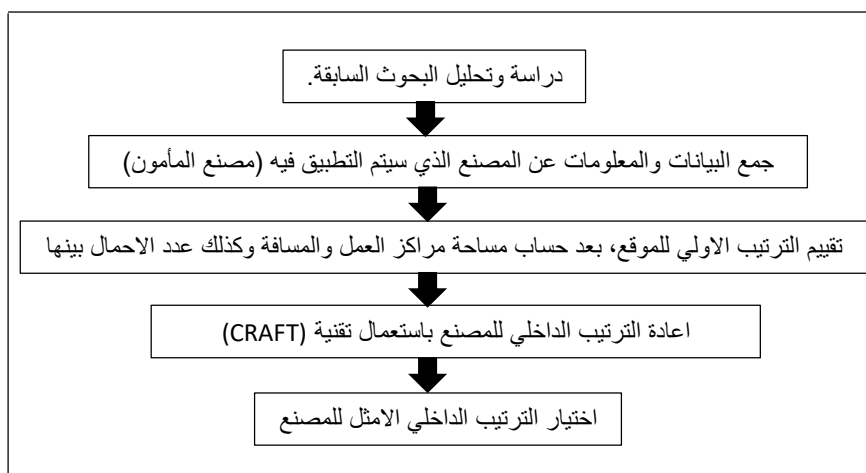 دراسة وتحليل البحوث السابقة.
جمع البيانات والمعلومات عن المصنع الذي سيتم التطبيق فيه (مصنع المأمون)
تقييم الترتيب الاولي للموقع، بعد حساب مساحة مراكز العمل والمسافة وكذلك عدد الاحمال بينها
اعادة الترتيب الداخلي للمصنع باستعمال تقنية (CRAFT)
اختيار الترتيب الداخلي الامثل للمصنع